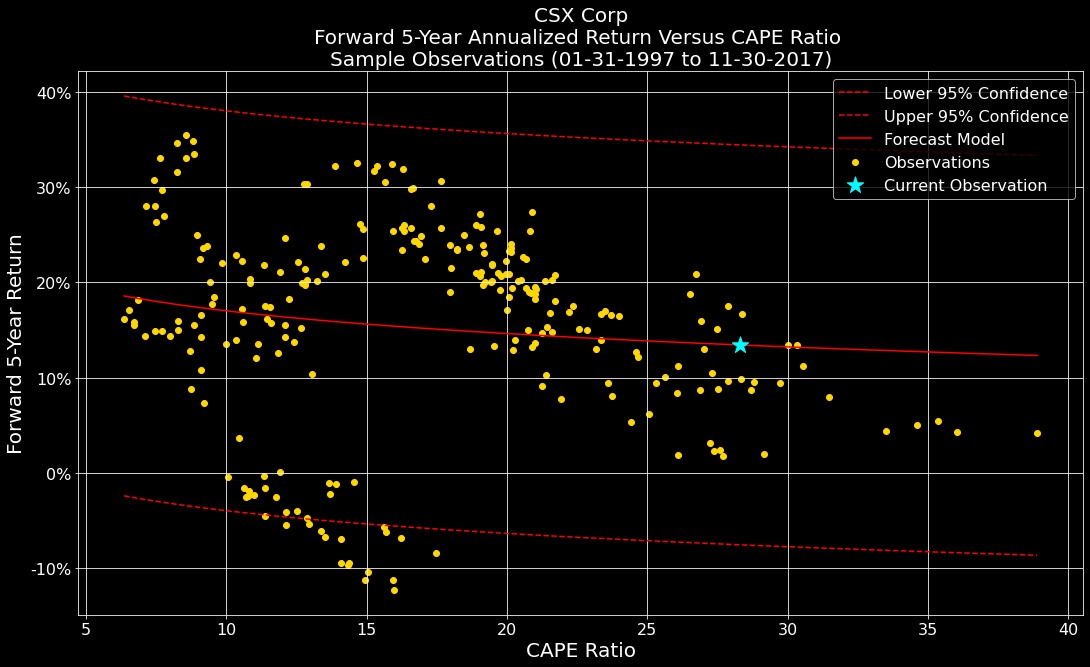 CSX Corp
Forward 5-Year Annualized Return Versus CAPE Ratio
Sample Observations (01-31-1997 to 11-30-2017)
Lower 95% Confidence
Upper 95% Confidence
Forecast Model
Observations
Current Observation
Forward 5-Year Return
40%
30%
20%
10%
0%
-10%
5 10 15 20 25 30 35 40
CAPE Ratio